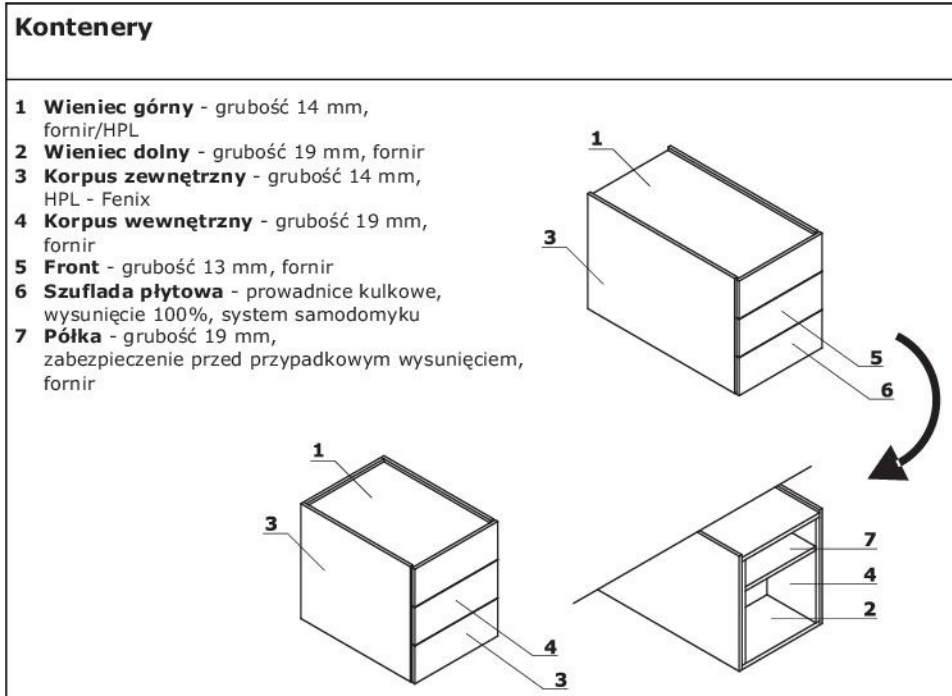 Kontenery
1 Wieniec górny - grubość 14 mm,
fornir/HPL
2 Wieniec dolny - grubość 19 mm, fornir
3 Korpus zewnętrzny - grubość 14 mm,
HPL - Fenix
4 Korpus wewnętrzny - grubość 19 mm,
fornir
5 Front - grubość 13 mm, fornir
6 Szuflada płytowa - prowadnice kulkowe,
wysunięcie 100%, system samodomyku
7 Półka - grubość 19 mm,
zabezpieczenie przed przypadkowym wysunięciem,
fornir
1
3
5
6
1
3
4
3
7
4
2